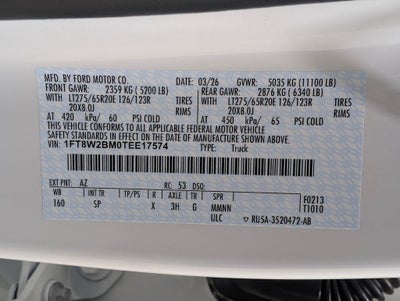 MFD. BY FORD MOTOR CO. 03/26 GVWR: 5035 KG (11100 LB)
FRONT GAWR: 2359 KG ( 5200 LB) REAR GAWR: 2876 KG ( 6340 LB)
WITH TIRES WITH TIRES
LT275/65R20E 126/123R LT275/65R20E 126/123R
20X8.0J RIMS 20X8.0J RIMS
AT 420 kPa/ 60 PSI COLD AT 450 kPa/ 65 PSI COLD
THIS VEHICLE CONFORMS TO ALL APPLICABLE FEDERAL MOTOR VEHICLE
SAFETY STANDARDS IN EFFECT ON THE DATE OF MANUFACTURE SHOWN ABOVE.
VIN: 1FT8W2BM0TEE17574 TYPE: Truck
EXT PNT: AZ RC: 53 DSO: F0213
WB TP/PS R AXLE TR SPR T1010
160 SP X 3H G MMNN
ULC RU5A-3520472-AB